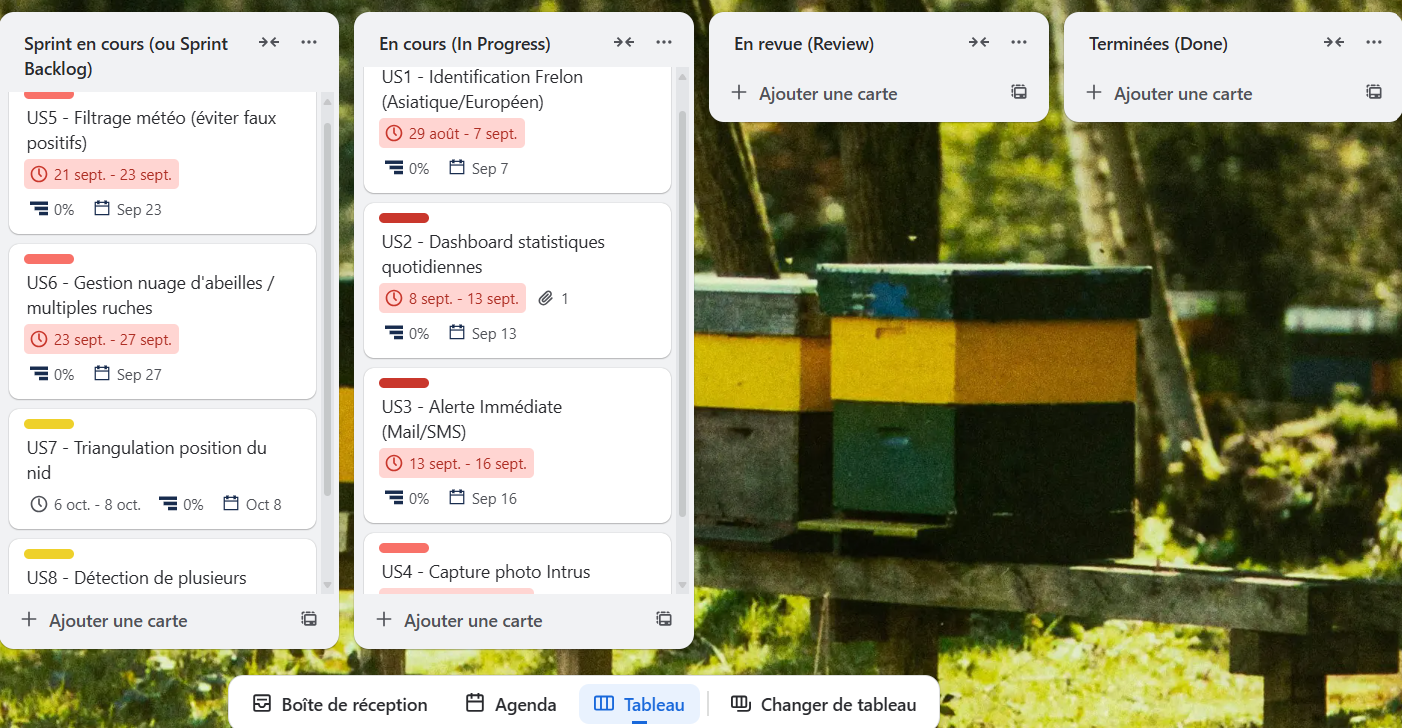 Sprint en cours (ou Sprint
Backlog)
US5 - Filtrage météo (éviter faux
positifs)
21 sept. - 23 sept.
0% Sep 23
US6 - Gestion nuage d'abeilles /
multiples ruches
23 sept. - 27 sept.
0% Sep 27
US7 - Triangulation position du
nid
6 oct. - 8 oct. 0% Oct 8
US8 - Détection de plusieurs
+ Ajouter une carte
En cours (In Progress)
US1 - Identification Frelon
(Asiatique/Européen)
29 août - 7 sept.
0% Sep 7
US2 - Dashboard statistiques
quotidiennes
8 sept. - 13 sept. 1
0% Sep 13
US3 - Alerte Immédiate
(Mail/SMS)
13 sept. - 16 sept.
0% Sep 16
US4 - Capture photo Intrus
+ Ajouter une carte
En revue (Review)
+ Ajouter une carte
Terminées (Done)
+ Ajouter une carte
Boîte de réception Agenda Tableau Changer de tableau